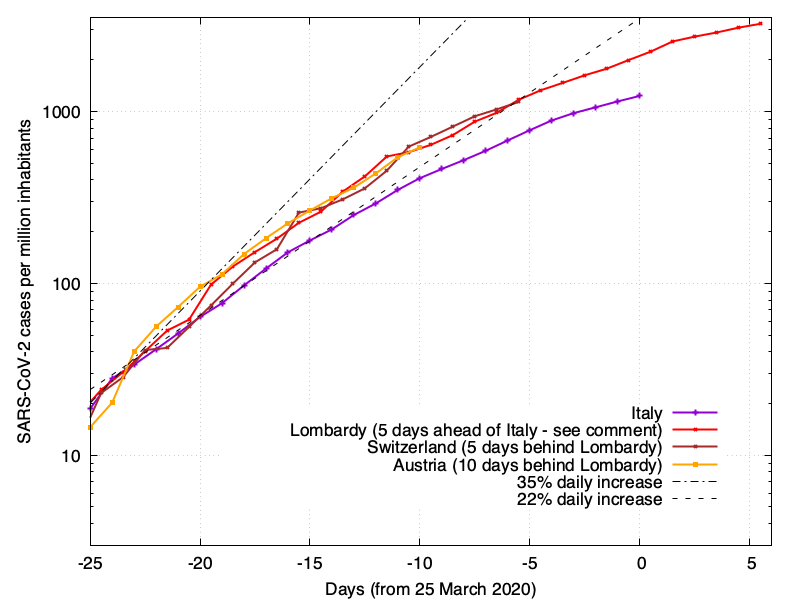 SARS-CoV-2 cases per million inhabitants
1000
100
10
Italy
Lombardy (5 days ahead of Italy - see comment)
Switzerland (5 days behind Lombardy)
Austria (10 days behind Lombardy)
35% daily increase
22% daily increase
-25 -20 -15 -10 -5 0 5
Days (from 25 March 2020)